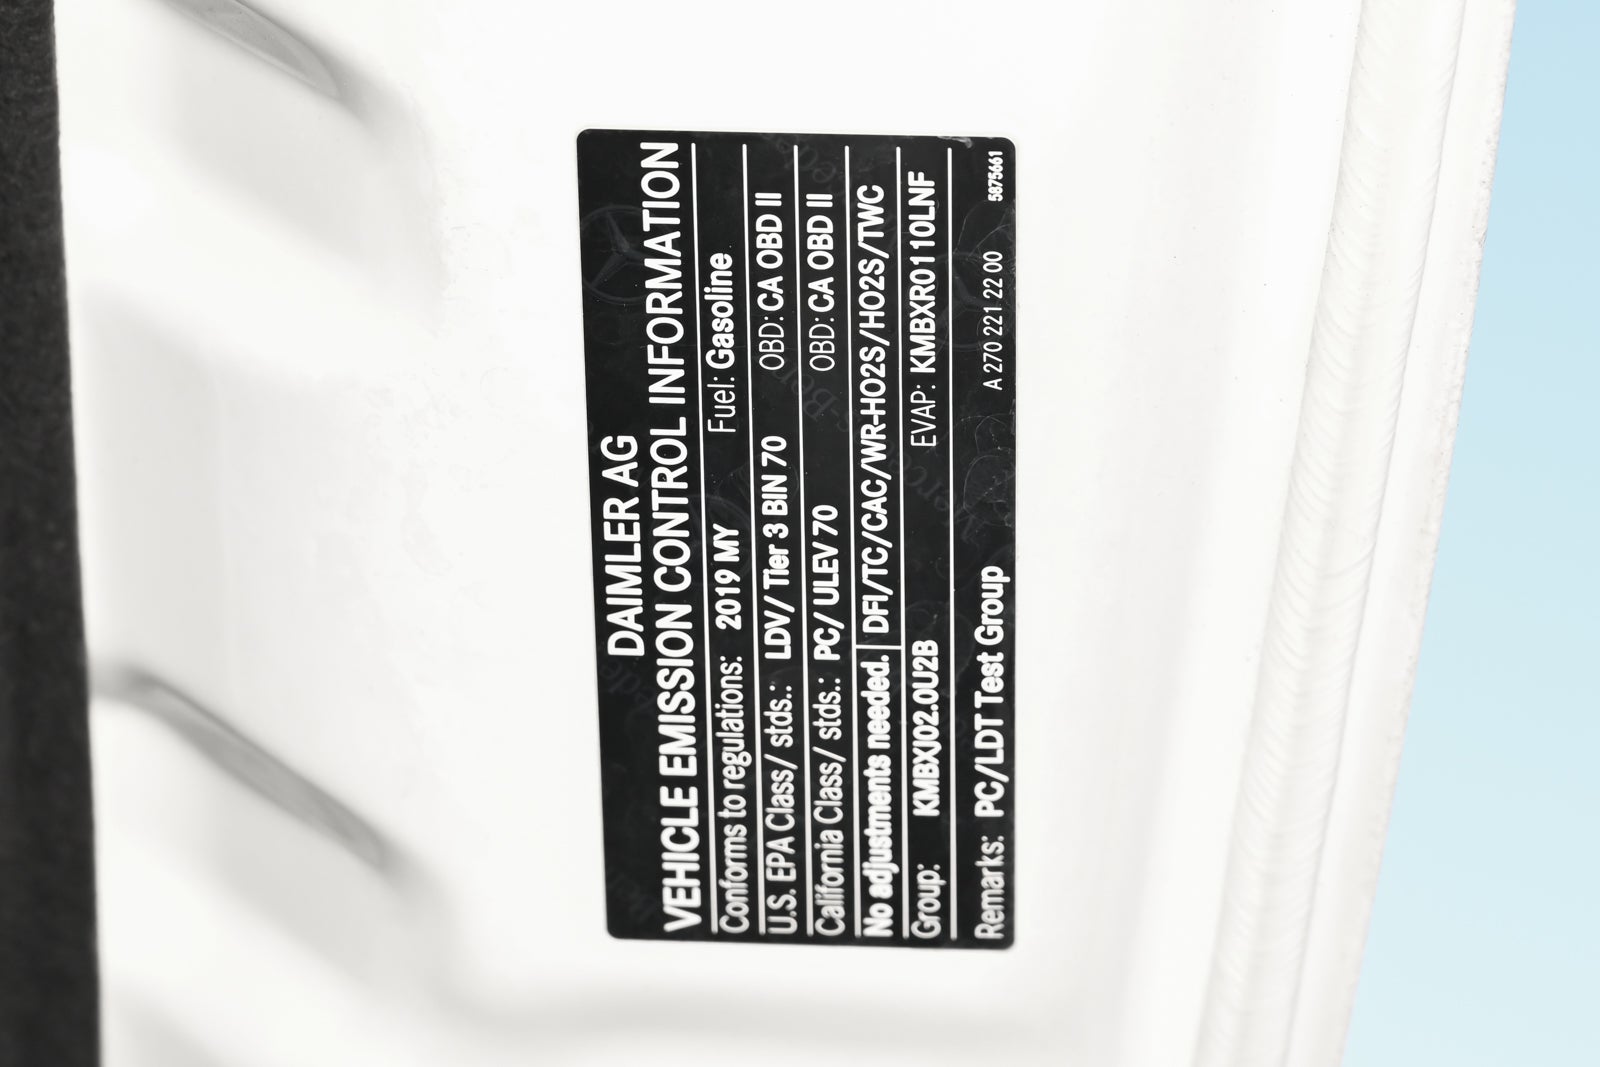 DAIMLER AG
VEHICLE EMISSION CONTROL INFORMATION
Conforms to regulations: 2019 MY Fuel: Gasoline
U.S. EPA Class/ stds.: LDV/ Tier 3 BIN 70 OBD: CA OBD II
California Class/ stds.: PC/ ULEV 70 OBD: CA OBD II
No adjustments needed. DFI/TC/CAC/WR-HO2S/HO2S/TWC
Group: KMBXJ02.0U2B EVAP: KMBXR0110LNF
Remarks: PC/LDT Test Group A 270 221 22 00 5875661